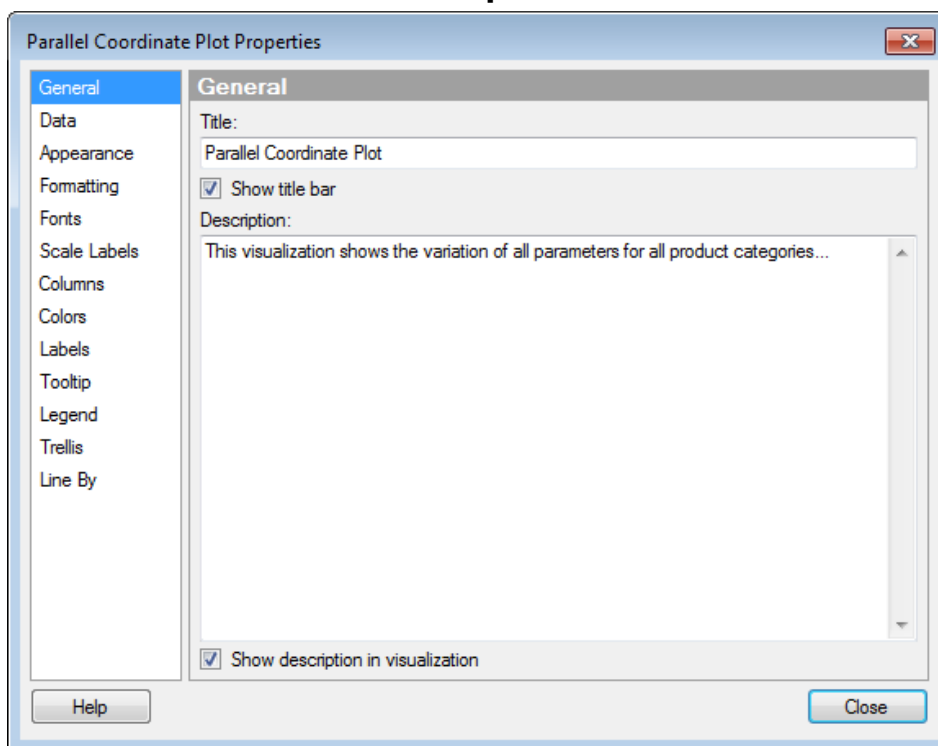 Parallel Coordinate Plot Properties
General
Data
Appearance
Formatting
Fonts
Scale Labels
Columns
Colors
Labels
Tooltip
Legend
Trellis
Line By
General
Title:
Parallel Coordinate Plot
Show title bar
Description:
This visualization shows the variation of all parameters for all product categories...
Show description in visualization
Help
Close